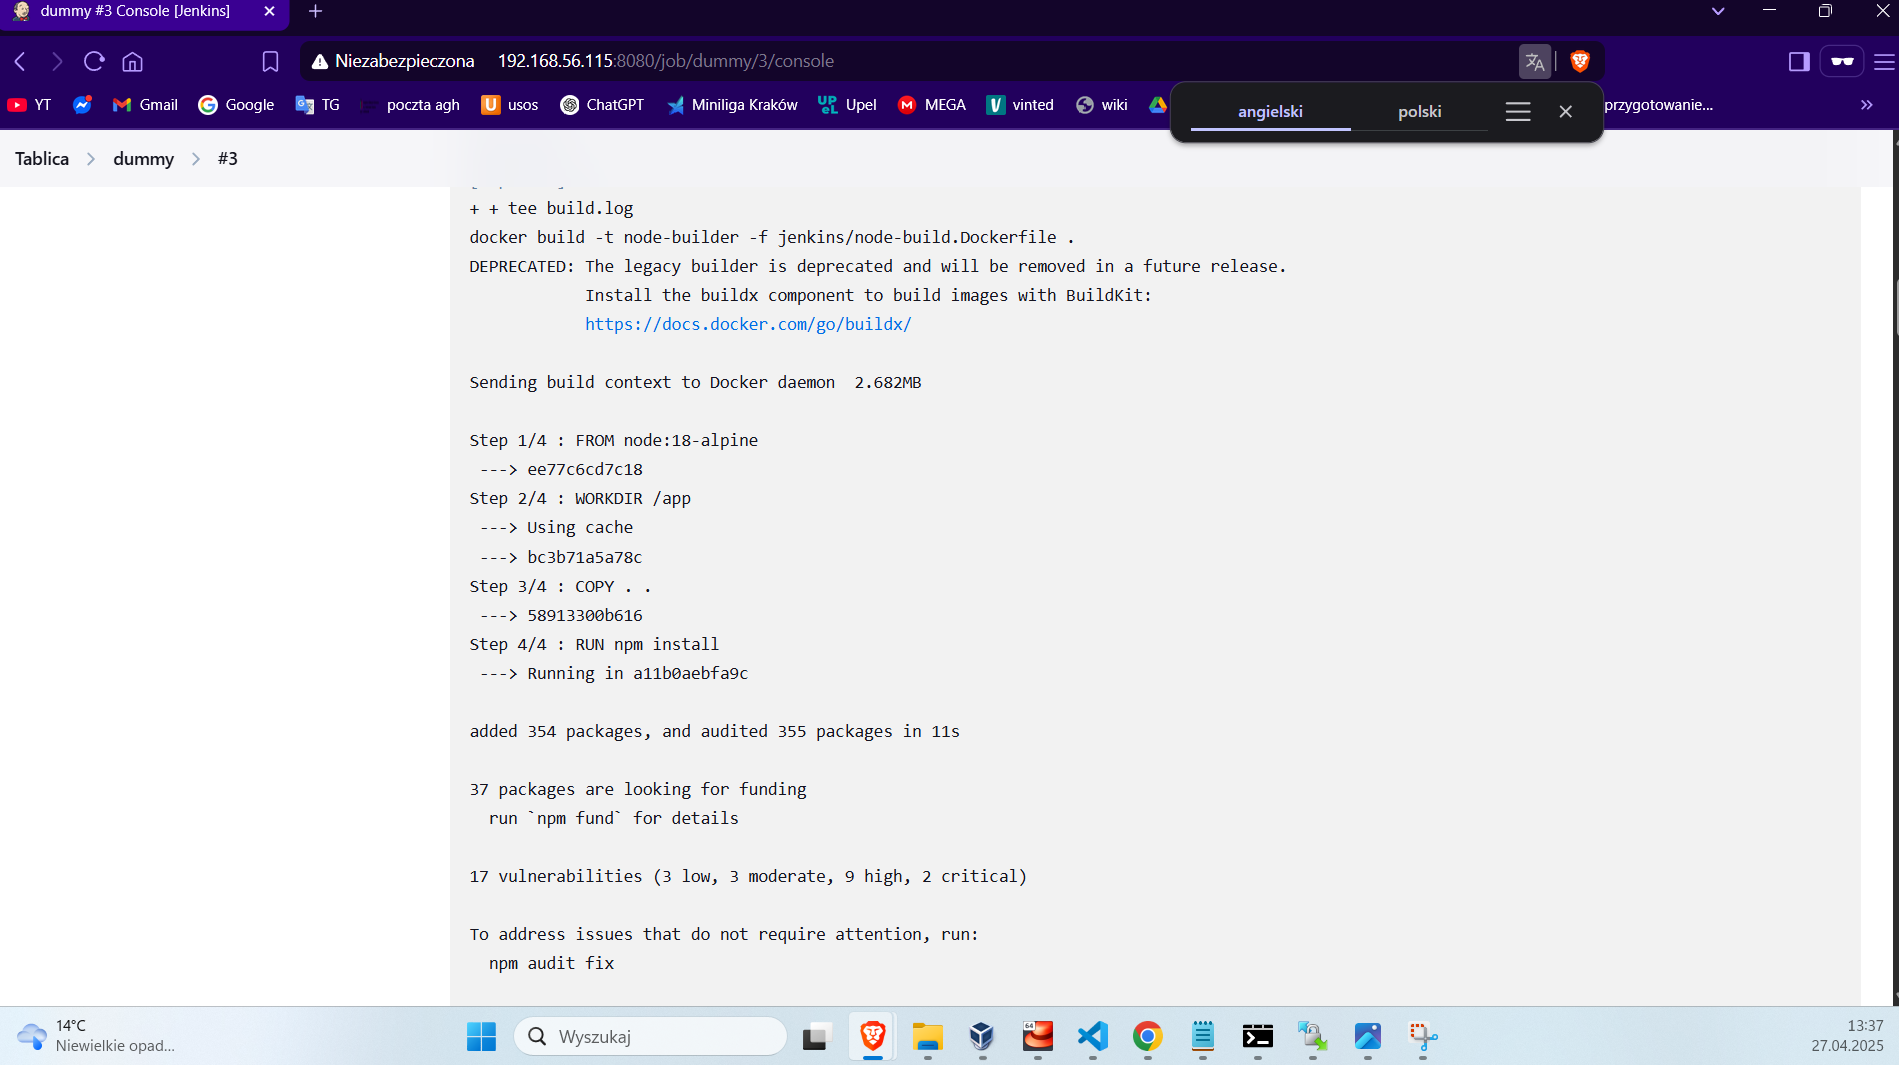 dummy #3 Console [Jenkins]
Niezabezpieczona 192.168.56.115:8080/job/dummy/3/console
YT Gmail Google TG poczta agh usos ChatGPT Miniliga Kraków Upel MEGA vinted wiki przygotowanie...
angielski polski
Tablica dummy #3
+ + tee build.log
docker build -t node-builder -f jenkins/node-build.Dockerfile .
DEPRECATED: The legacy builder is deprecated and will be removed in a future release.
Install the buildx component to build images with BuildKit:
https://docs.docker.com/go/buildx/
Sending build context to Docker daemon  2.682MB
Step 1/4 : FROM node:18-alpine
---> ee77c6cd7c18
Step 2/4 : WORKDIR /app
---> Using cache
---> bc3b71a5a78c
Step 3/4 : COPY . .
---> 58913300b616
Step 4/4 : RUN npm install
---> Running in a11b0aebfa9c
added 354 packages, and audited 355 packages in 11s
37 packages are looking for funding
run `npm fund` for details
17 vulnerabilities (3 low, 3 moderate, 9 high, 2 critical)
To address issues that do not require attention, run:
npm audit fix
14°C
Niewielkie opad...
Wyszukaj
64
13:37
27.04.2025